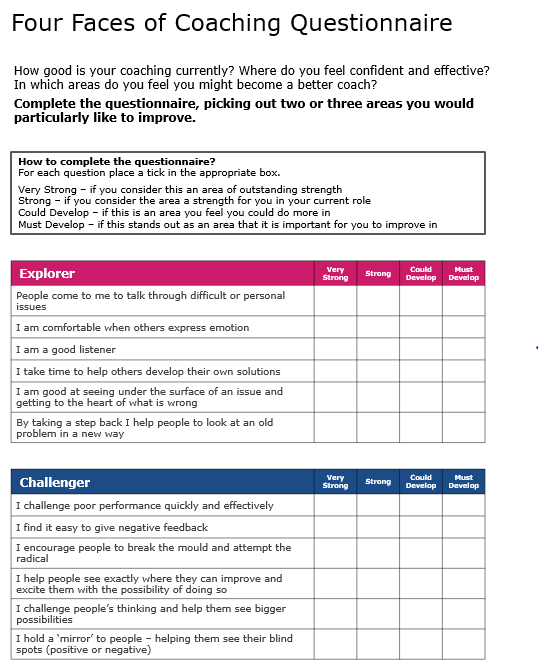 Four Faces of Coaching Questionnaire
How good is your coaching currently? Where do you feel confident and effective?
In which areas do you feel you might become a better coach?
Complete the questionnaire, picking out two or three areas you would
particularly like to improve.
How to complete the questionnaire?
For each question place a tick in the appropriate box.
Very Strong – if you consider this an area of outstanding strength
Strong – if you consider the area a strength for you in your current role
Could Develop – if this is an area you feel you could do more in
Must Develop – if this stands out as an area that it is important for you to improve in
Explorer Very Strong Strong Could Develop Must Develop
People come to me to talk through difficult or personal
issues
I am comfortable when others express emotion
I am a good listener
I take time to help others develop their own solutions
I am good at seeing under the surface of an issue and
getting to the heart of what is wrong
By taking a step back I help people to look at an old
problem in a new way
Challenger Very Strong Strong Could Develop Must Develop
I challenge poor performance quickly and effectively
I find it easy to give negative feedback
I encourage people to break the mould and attempt the
radical
I help people see exactly where they can improve and
excite them with the possibility of doing so
I challenge people’s thinking and help them see bigger
possibilities
I hold a ‘mirror’ to people – helping them see their blind
spots (positive or negative)